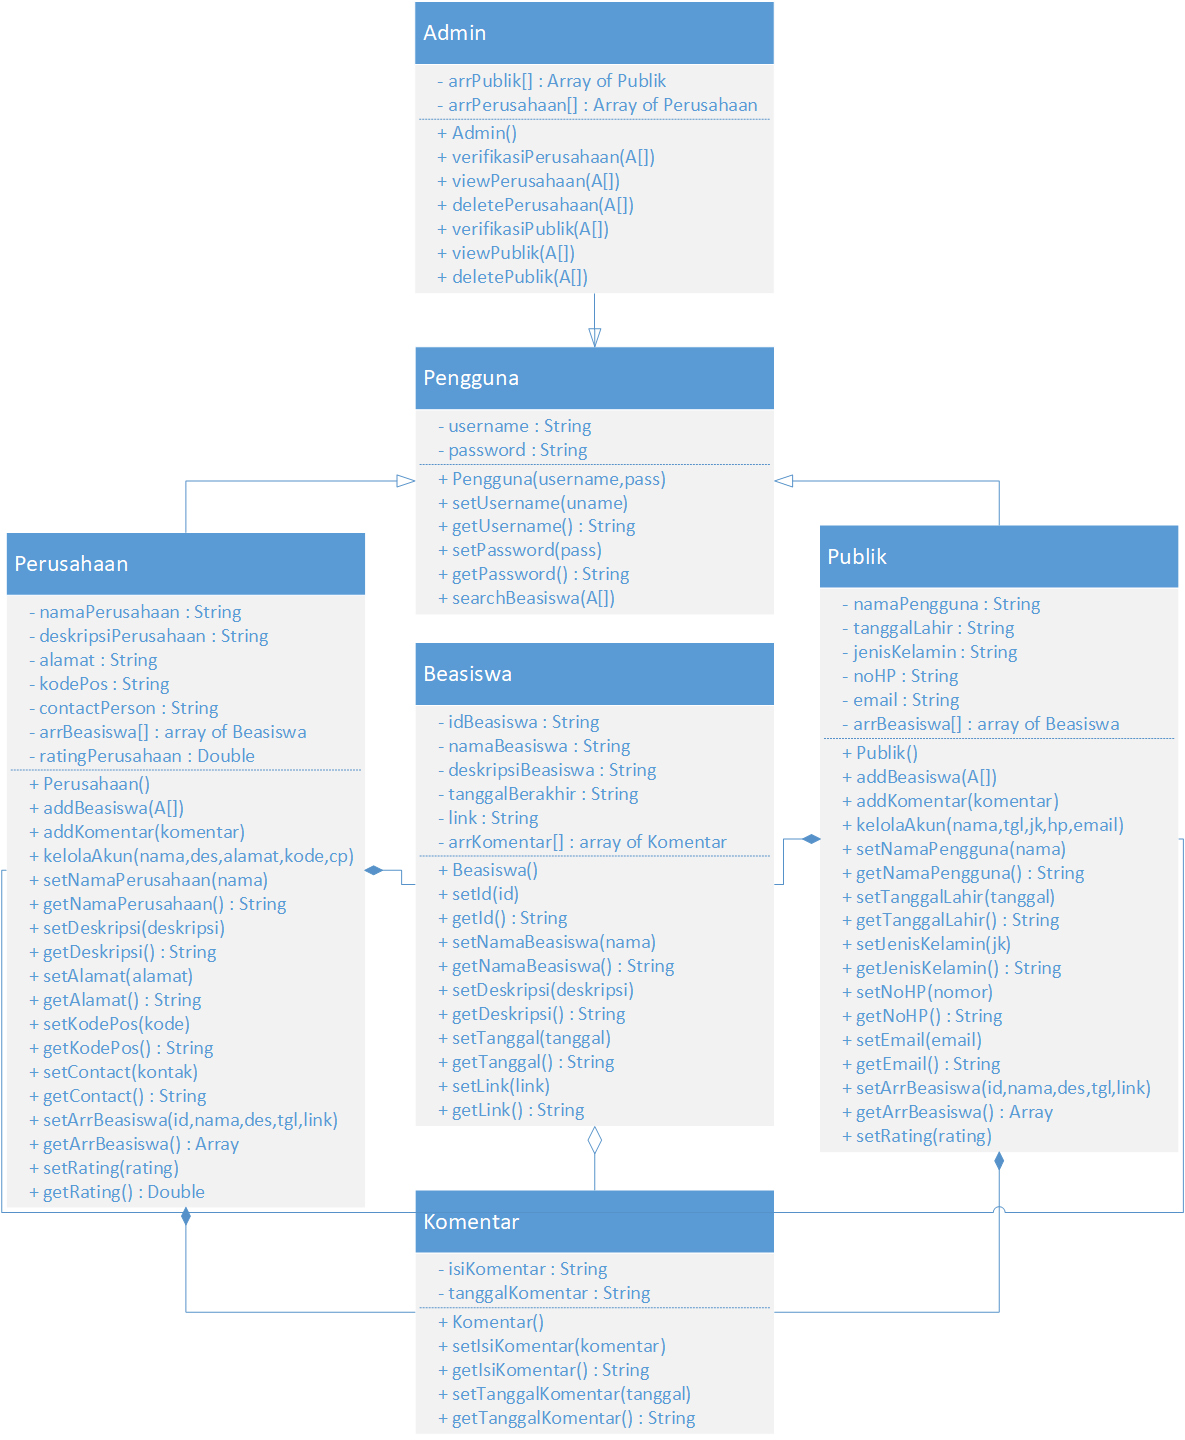 Admin
- arrPublik[] : Array of Publik
- arrPerusahaan[] : Array of Perusahaan
+ Admin()
+ verifikasiPerusahaan(A[])
+ viewPerusahaan(A[])
+ deletePerusahaan(A[])
+ verifikasiPublik(A[])
+ viewPublik(A[])
+ deletePublik(A[])
Pengguna
- username : String
- password : String
+ Pengguna(username,pass)
+ setUsername(uname)
+ getUsername() : String
+ setPassword(pass)
+ getPassword() : String
+ searchBeasiswa(A[])
Perusahaan
- namaPerusahaan : String
- deskripsiPerusahaan : String
- alamat : String
- kodePos : String
- contactPerson : String
- arrBeasiswa[] : array of Beasiswa
- ratingPerusahaan : Double
+ Perusahaan()
+ addBeasiswa(A[])
+ addKomentar(komentar)
+ kelolaAkun(nama,des,alamat,kode,cp)
+ setNamaPerusahaan(nama)
+ getNamaPerusahaan() : String
+ setDeskripsi(deskripsi)
+ getDeskripsi() : String
+ setAlamat(alamat)
+ getAlamat() : String
+ setKodePos(kode)
+ getKodePos() : String
+ setContact(kontak)
+ getContact() : String
+ setArrBeasiswa(id,nama,des,tgl,link)
+ getArrBeasiswa() : Array
+ setRating(rating)
+ getRating() : Double
Beasiswa
- idBeasiswa : String
- namaBeasiswa : String
- deskripsiBeasiswa : String
- tanggalBerakhir : String
- link : String
- arrKomentar[] : array of Komentar
+ Beasiswa()
+ setId(id)
+ getId() : String
+ setNamaBeasiswa(nama)
+ getNamaBeasiswa() : String
+ setDeskripsi(deskripsi)
+ getDeskripsi() : String
+ setTanggal(tanggal)
+ getTanggal() : String
+ setLink(link)
+ getLink() : String
Publik
- namaPengguna : String
- tanggalLahir : String
- jenisKelamin : String
- noHP : String
- email : String
- arrBeasiswa[] : array of Beasiswa
+ Publik()
+ addBeasiswa(A[])
+ addKomentar(komentar)
+ kelolaAkun(nama,tgl,jk,hp,email)
+ setNamaPengguna(nama)
+ getNamaPengguna() : String
+ setTanggalLahir(tanggal)
+ getTanggalLahir() : String
+ setJenisKelamin(jk)
+ getJenisKelamin() : String
+ setNoHP(nomor)
+ getNoHP() : String
+ setEmail(email)
+ getEmail() : String
+ setArrBeasiswa(id,nama,des,tgl,link)
+ getArrBeasiswa() : Array
+ setRating(rating)
Komentar
- isiKomentar : String
- tanggalKomentar : String
+ Komentar()
+ setIsiKomentar(komentar)
+ getIsiKomentar() : String
+ setTanggalKomentar(tanggal)
+ getTanggalKomentar() : String